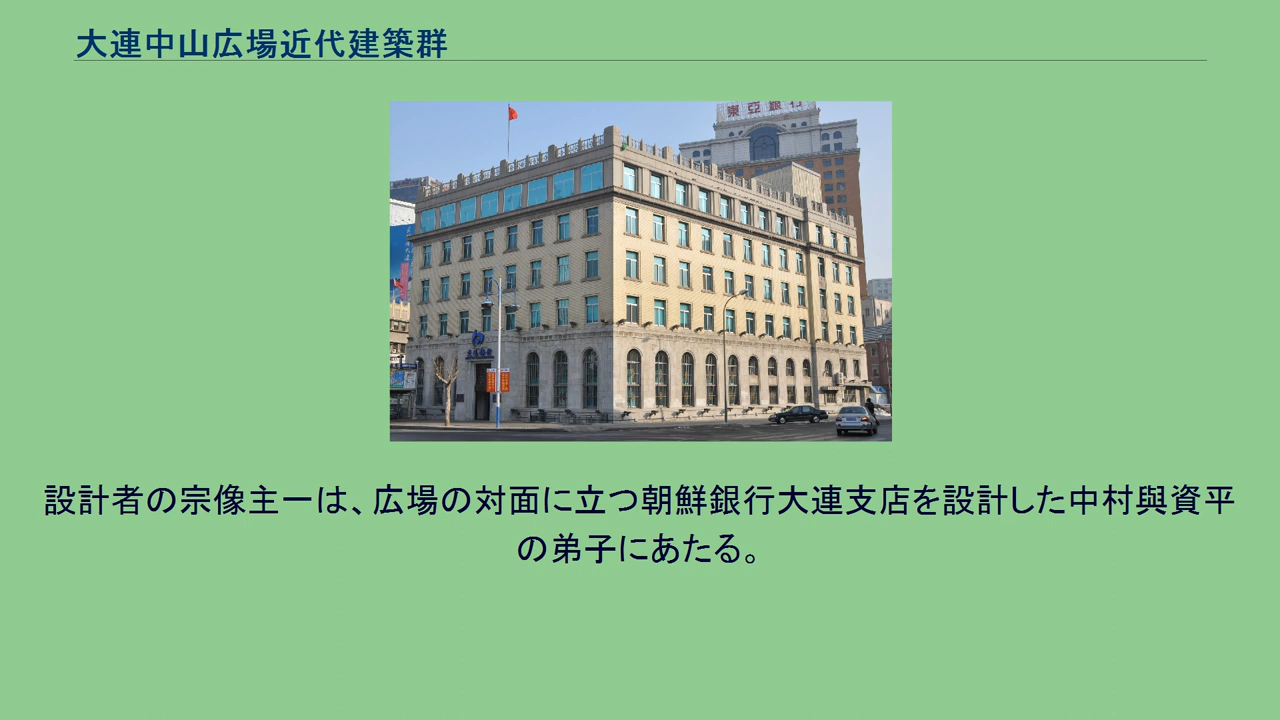 大連中山広場近代建築群
東亞銀行
設計者の宗像主一は、広場の対面に立つ朝鮮銀行大連支店を設計した中村與資平
の弟子にあたる。